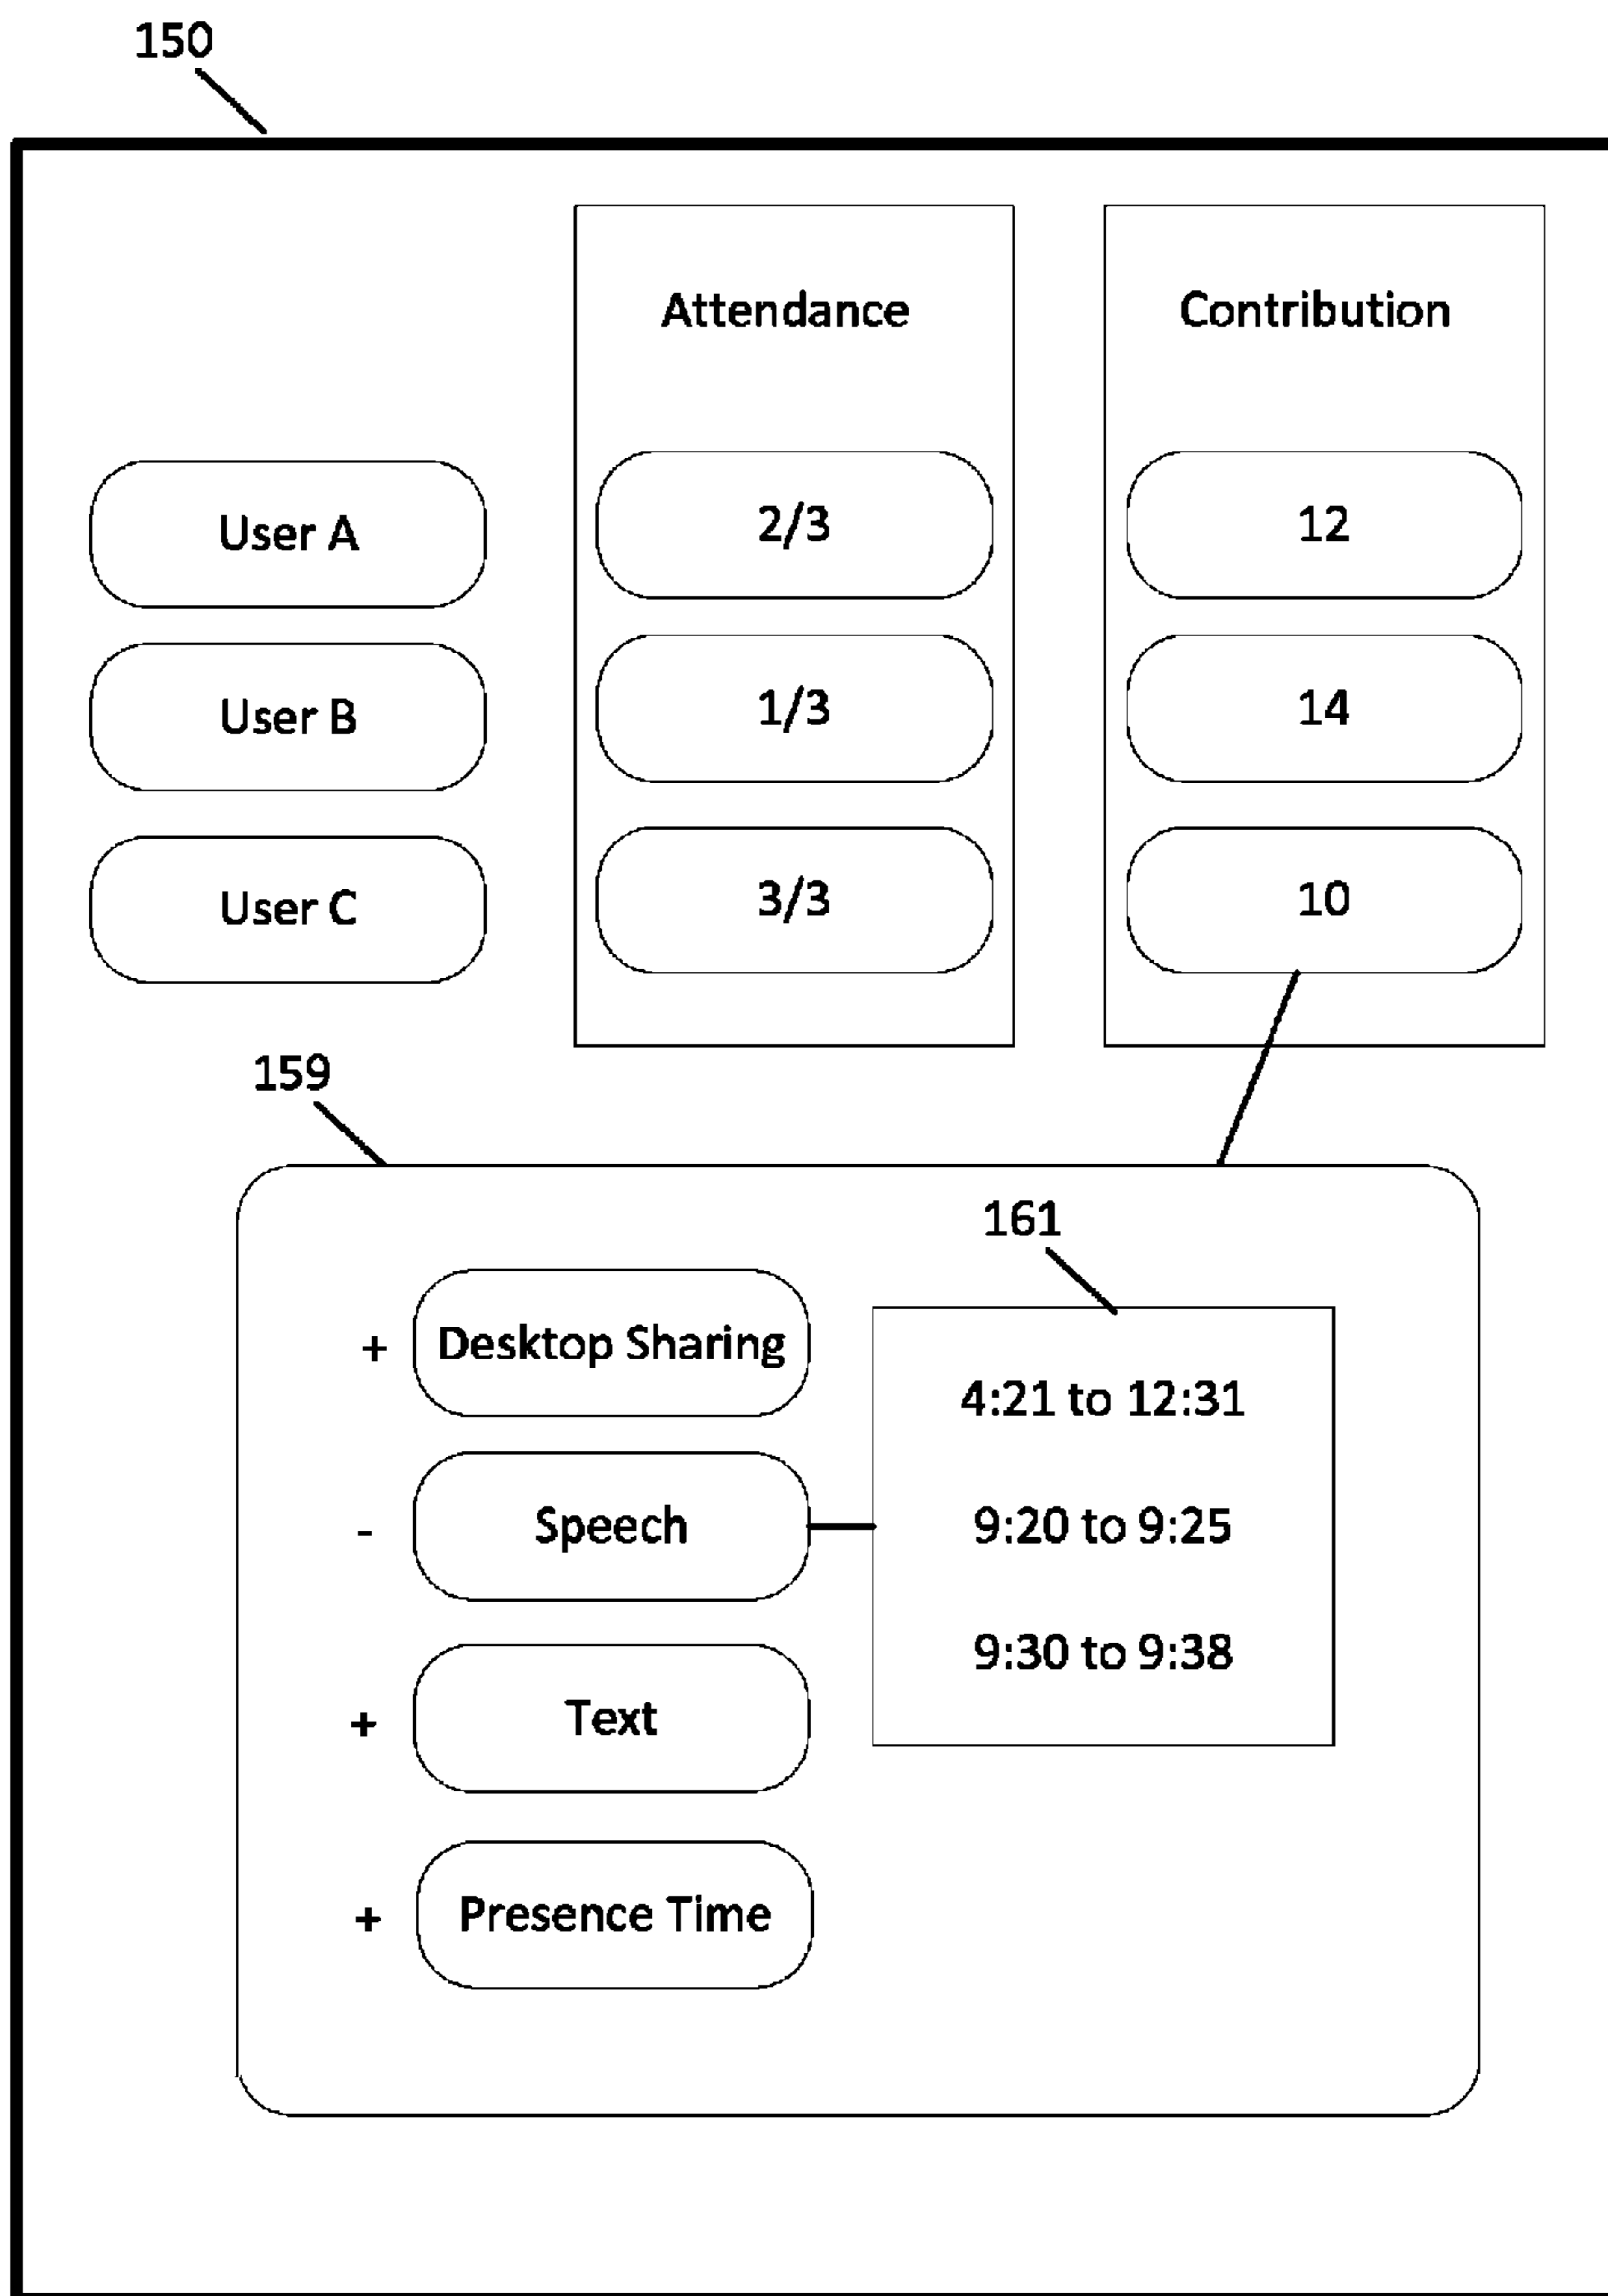 150
Attendance
Contribution
User A
2/3
12
User B
1/3
14
User C
3/3
10
159
161
+ Desktop Sharing
4:21 to 12:31
- Speech
9:20 to 9:25
9:30 to 9:38
+ Text
+ Presence Time